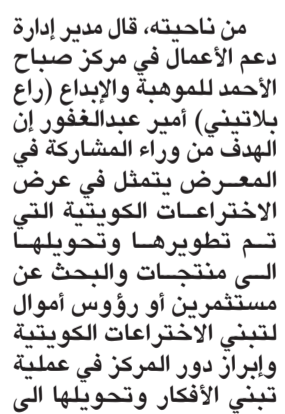 من ناحيته، قال مدير إدارة
دعم الأعمال في مركز صباح
الأحمد للموهبة والإبداع (راع
بلاتيني) أمير عبدالغفور إن
الهدف من وراء المشاركة في
المعرض يتمثل في عرض
الاختراعات الكويتية التي
تم تطويرها وتحويلها
الى منتجات والبحث عن
مستثمرين أو رؤوس أموال
لتبني الاختراعات الكويتية
وإبراز دور المركز في عملية
تبني الأفكار وتحويلها الى